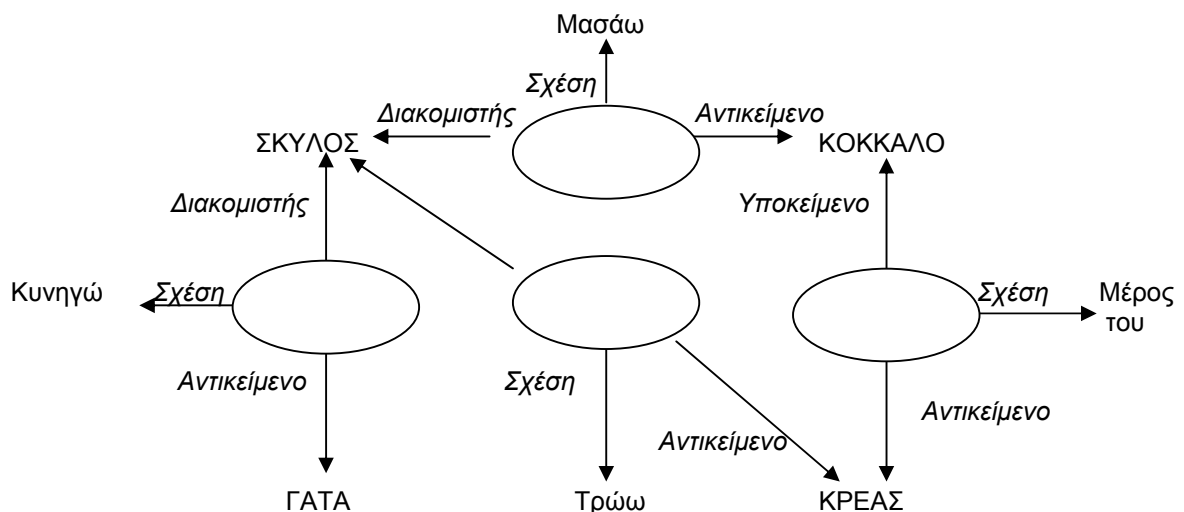 Μασάω
Σχέση
Διακομιστής
Αντικείμενο
ΣΚΥΛΟΣ
ΚΟΚΚΑΛΟ
Διακομιστής
Υποκείμενο
Κυνηγώ
Σχέση
Σχέση
Μέρος
του
Αντικείμενο
Σχέση
Αντικείμενο
Αντικείμενο
ΓΑΤΑ
Τρώω
ΚΡΕΑΣ